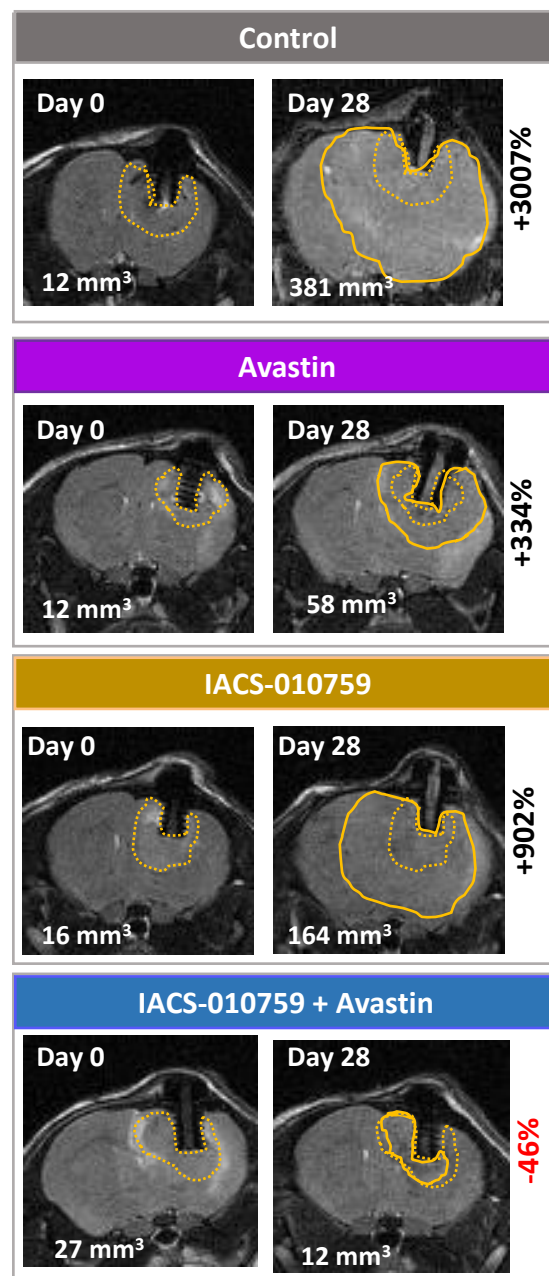 Control
Day 0
Day 28
12 mm³
381 mm³
+3007%
Avastin
Day 0
Day 28
12 mm³
58 mm³
+334%
IACS-010759
Day 0
Day 28
16 mm³
164 mm³
+902%
IACS-010759 + Avastin
Day 0
Day 28
27 mm³
12 mm³
-46%